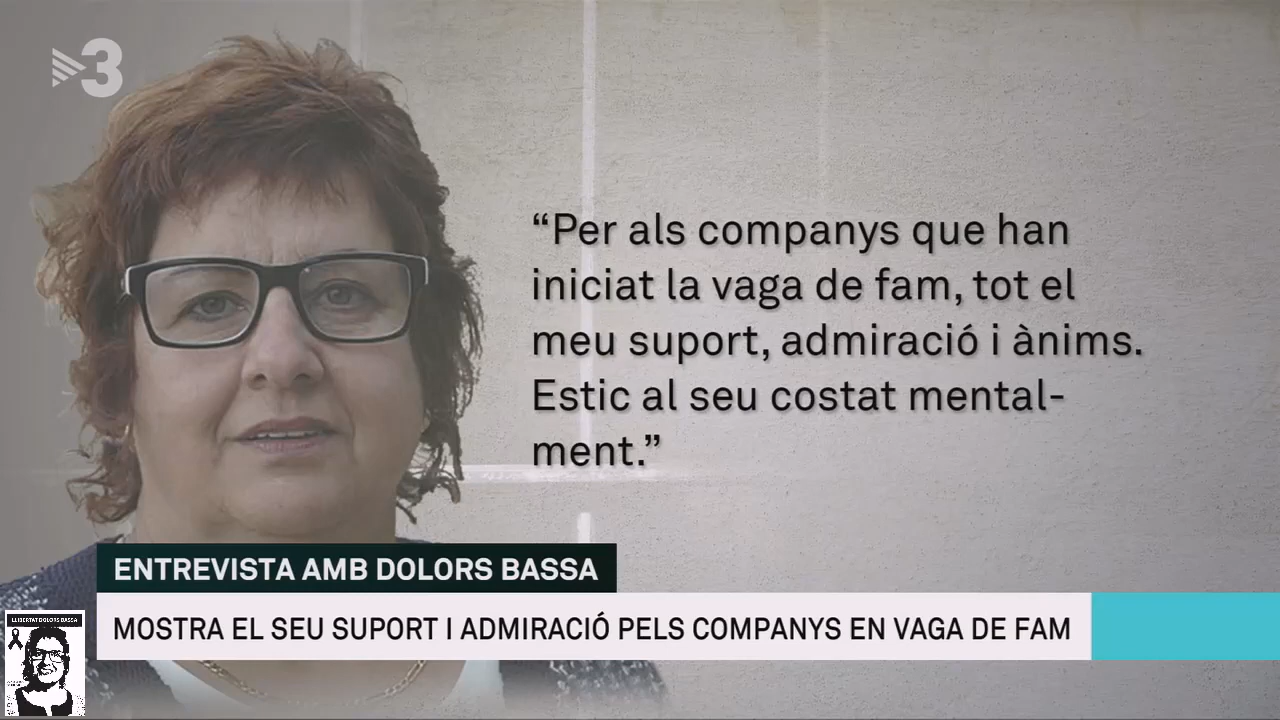 3
“Per als companys que han
iniciat la vaga de fam, tot el
meu suport, admiració i ànims.
Estic al seu costat mental-
ment.”
ENTREVISTA AMB DOLORS BASSA
MOSTRA EL SEU SUPORT I ADMIRACIÓ PELS COMPANYS EN VAGA DE FAM
LLIBERTAT DOLORS BASSA